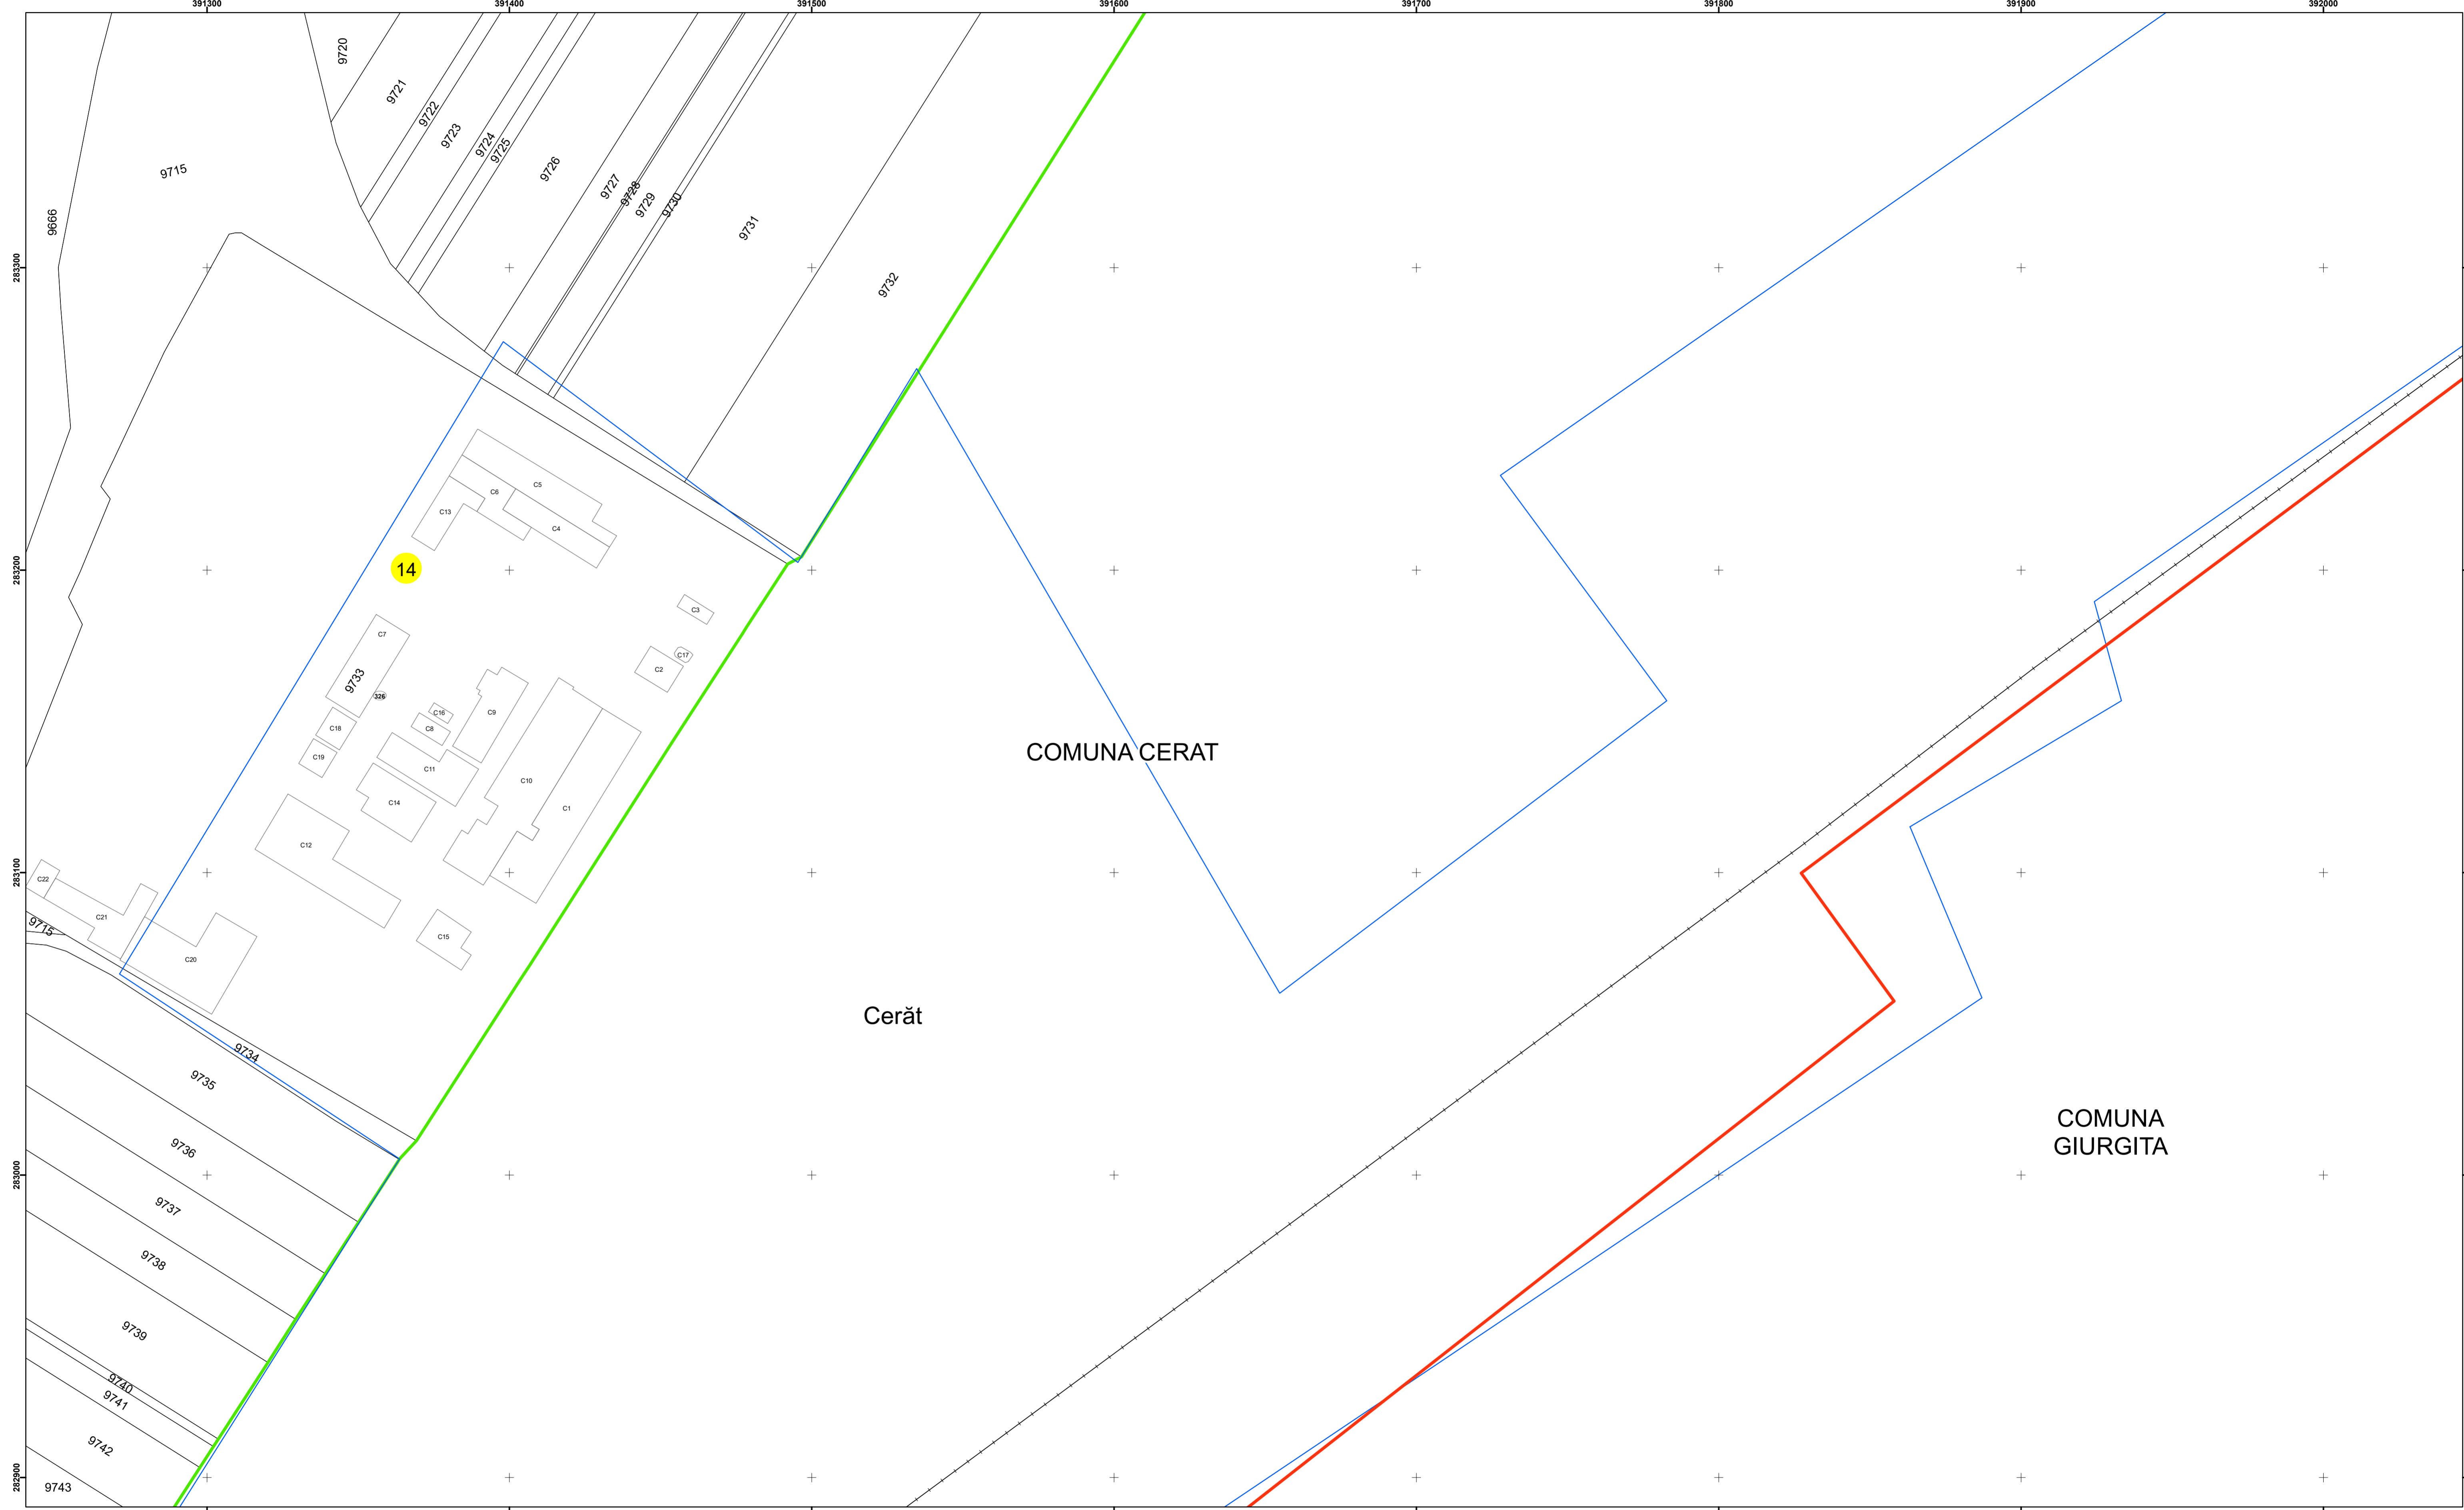 391300 391400 391500 391600 391700 391800 391900 392000
9720
9721
9722
9723
9724
9725
9726
9727
9728
9729
9730
9731
9732
9715
9666
283300
283200
283100
283000
282900
C5
C6
C13
C4
14
C3
C17
C2
C7
9733
326
C16
C8
C9
C18
C19
C11
C10
C14
C1
C12
C22
C21
9715
C15
C20
COMUNA CERAT
Cerăt
COMUNA
GIURGITA
9734
9735
9736
9737
9738
9739
9740
9741
9742
9743